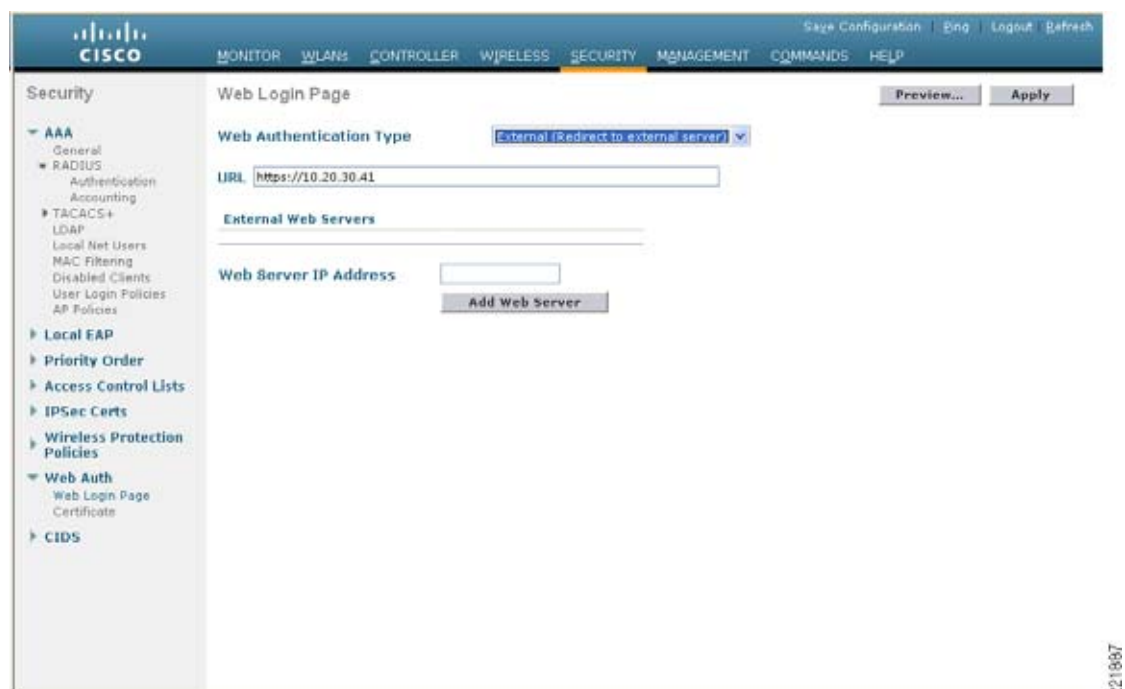 Save Configuration | Ping | Logout | Refresh
CISCO
MONITOR WLANs CONTROLLER WIRELESS SECURITY MANAGEMENT COMMANDS HELP
Security
AAA
General
RADIUS
Authentication
Accounting
TACACS+
LDAP
Local Net Users
MAC Filtering
Disabled Clients
User Login Policies
AP Policies
Local EAP
Priority Order
Access Control Lists
IPSec Certs
Wireless Protection
Policies
Web Auth
Web Login Page
Certificate
CIDS
Web Login Page
Preview...
Apply
Web Authentication Type
External (Redirect to external server)
URL https://10.20.30.41
External Web Servers
Web Server IP Address
Add Web Server
221887